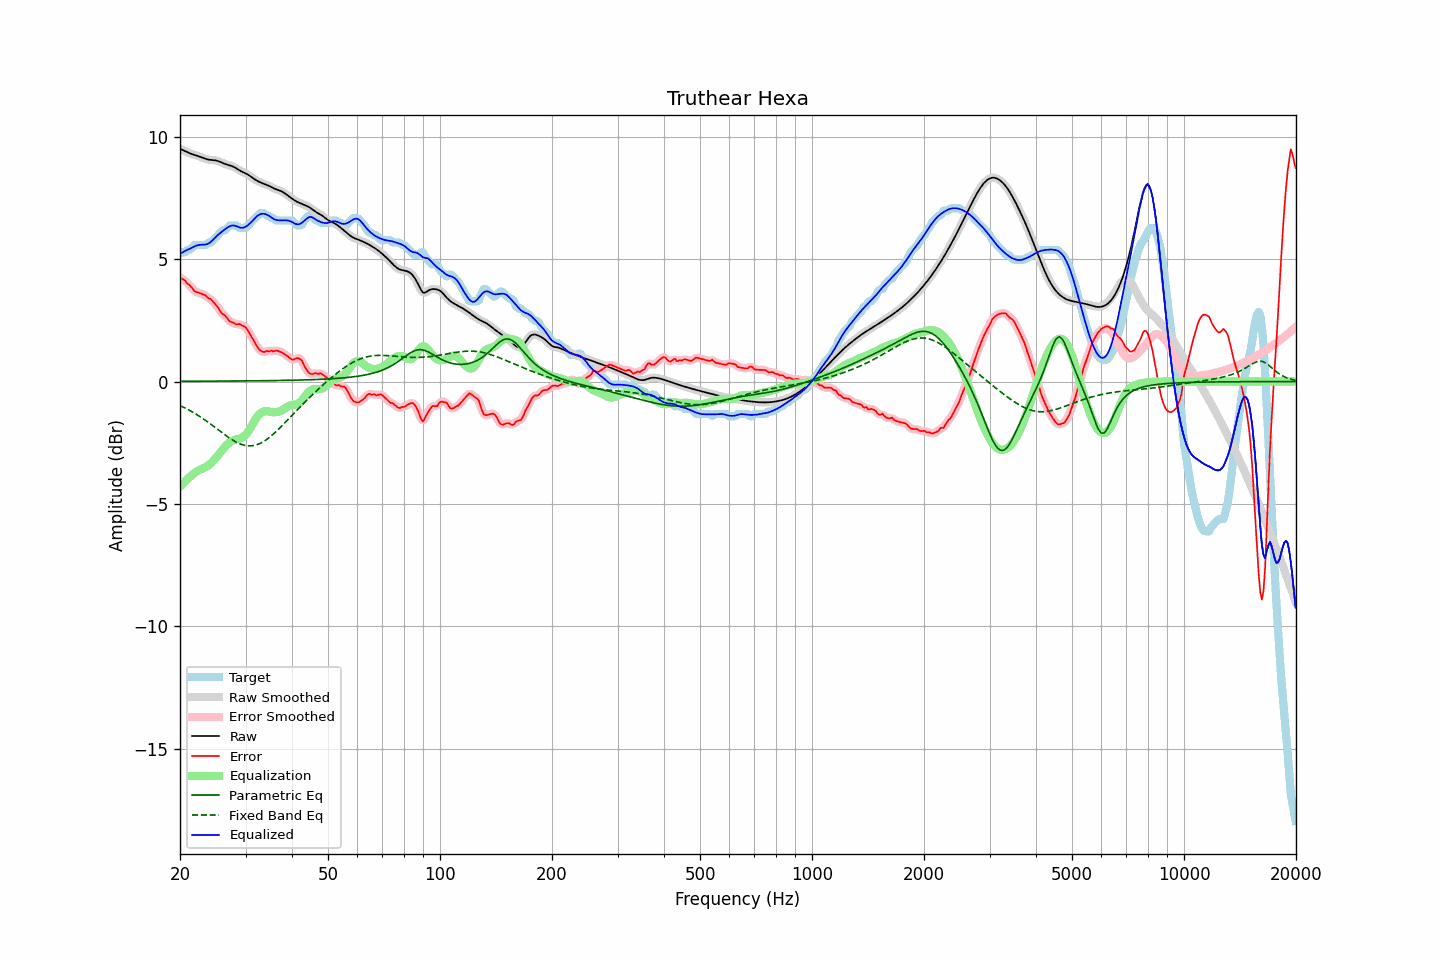 Truthear Hexa
Amplitude (dBr)
10
5
0
−5
−10
−15
Target
Raw Smoothed
Error Smoothed
Raw
Error
Equalization
Parametric Eq
Fixed Band Eq
Equalized
20 50 100 200 500 1000 2000 5000 10000 20000
Frequency (Hz)